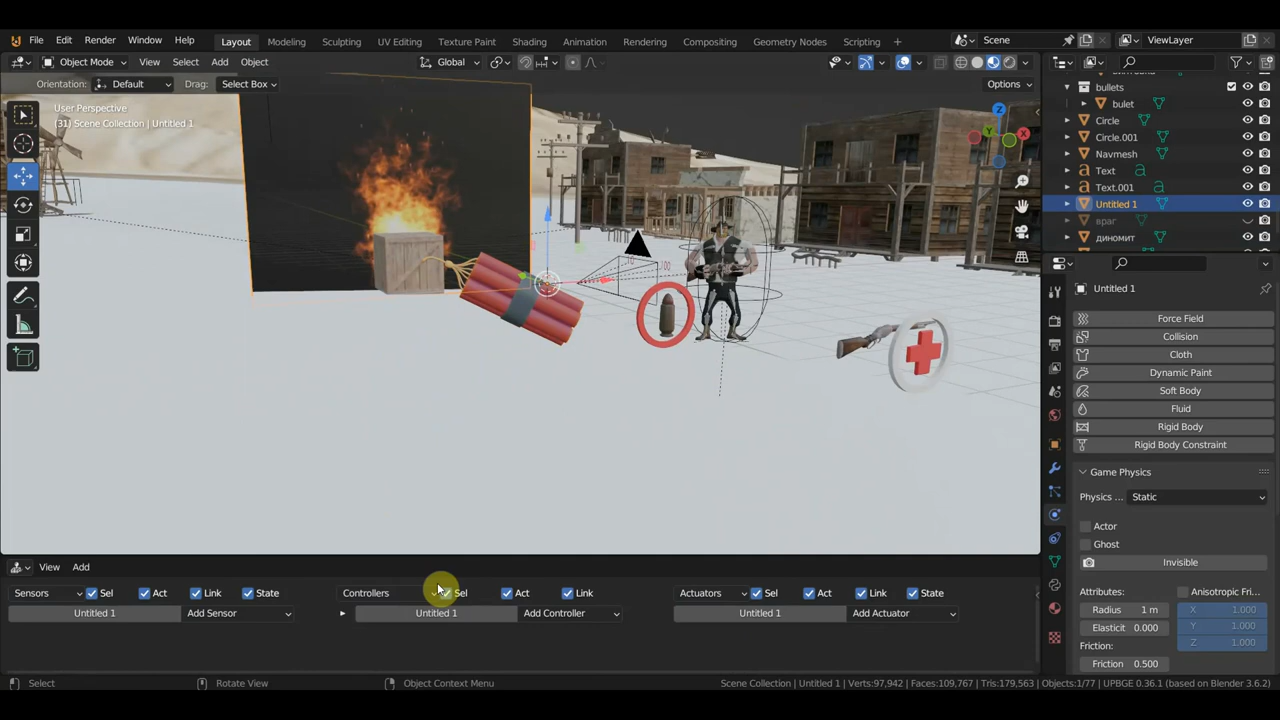 File Edit Render Window Help Layout Modeling Sculpting UV Editing Texture Paint Shading Animation Rendering Compositing Geometry Nodes Scripting + Scene ViewLayer
Object Mode View Select Add Object Global
Orientation: Default Drag: Select Box Options
User Perspective
(31) Scene Collection | Untitled 1
Z
Y
X
100
bullets
bulet
Circle
Circle.001
Navmesh
Text
Text.001
Untitled 1
враг
диномит
Untitled 1
Force Field
Collision
Cloth
Dynamic Paint
Soft Body
Fluid
Rigid Body
Rigid Body Constraint
Game Physics
Physics ... Static
Actor
Ghost
Invisible
Attributes: Anisotropic Fri...
Radius 1 m X 1.000
Elasticit 0.000 Y 1.000
Friction: Z 1.000
Friction 0.500
View Add
Sensors Sel Act Link State Controllers Sel Act Link Actuators Sel Act Link State
Untitled 1 Add Sensor Untitled 1 Add Controller Untitled 1 Add Actuator
Select Rotate View Object Context Menu Scene Collection | Untitled 1 | Verts:97,942 | Faces:109,767 | Tris:179,563 | Objects:1/77 | UPBGE 0.36.1 (based on Blender 3.6.2)